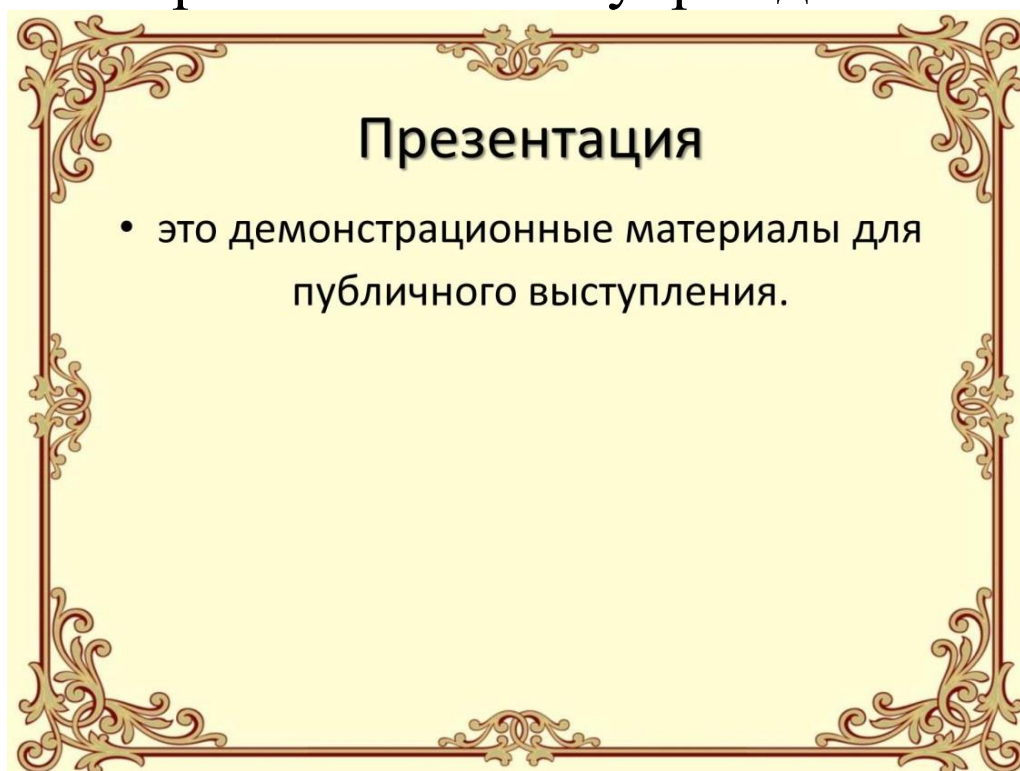 Презентация
• это демонстрационные материалы для
публичного выступления.